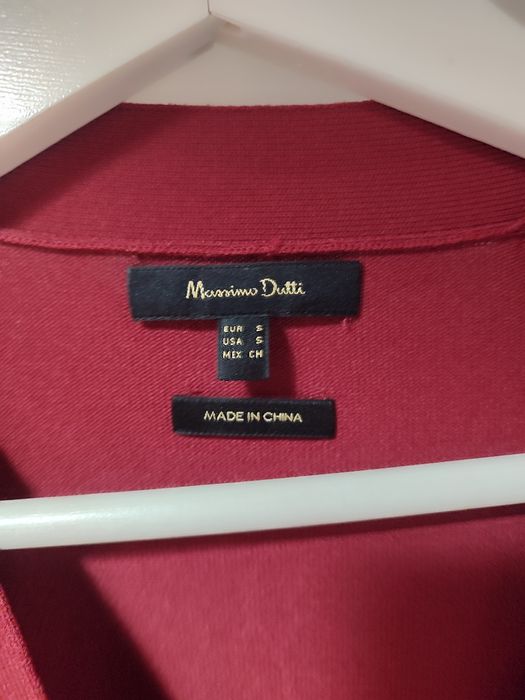 Massimo Dutti
EUR S
USA S
MEX CH
MADE IN CHINA